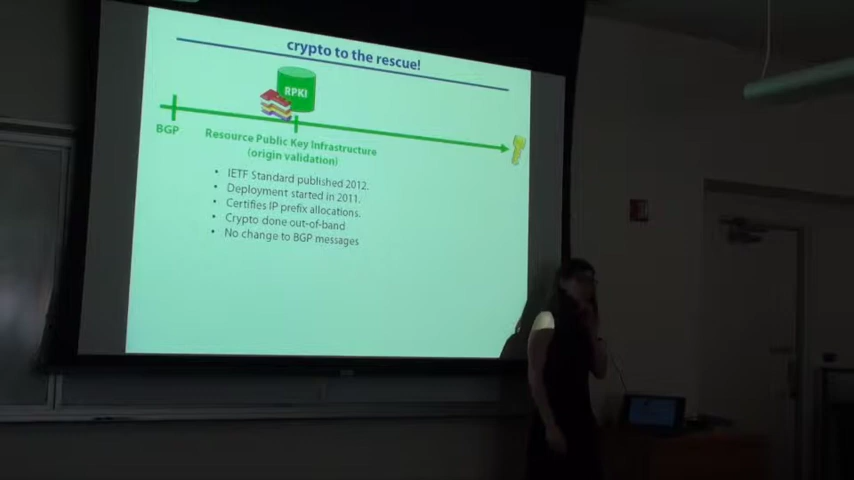 crypto to the rescue!
RPKI
BGP
Resource Public Key Infrastructure
(origin validation)
• IETF Standard published 2012.
• Deployment started in 2011.
• Certifies IP prefix allocations.
• Crypto done out-of-band
• No change to BGP messages